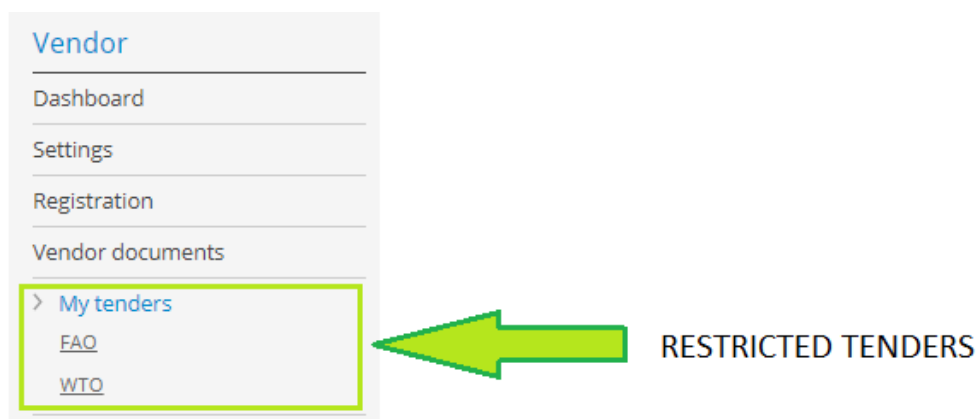 Vendor
Dashboard
Settings
Registration
Vendor documents
My tenders
FAO
WTO
RESTRICTED TENDERS